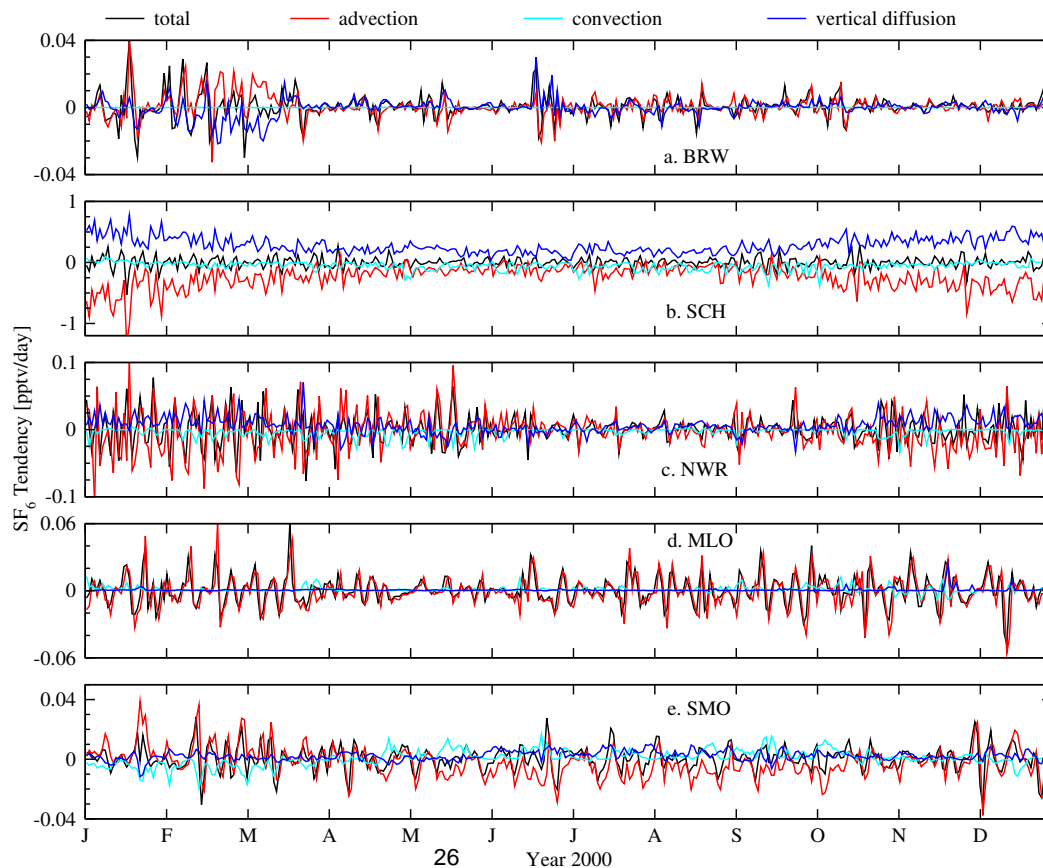 total advection convection vertical diffusion
0.04
0
-0.04
a. BRW
1
0
-1
b. SCH
0.1
0
-0.1
c. NWR
0.06
0
-0.06
d. MLO
0.04
0
-0.04
e. SMO
SF6 Tendency [pptv/day]
J F M A M J J A S O N D
26 Year 2000